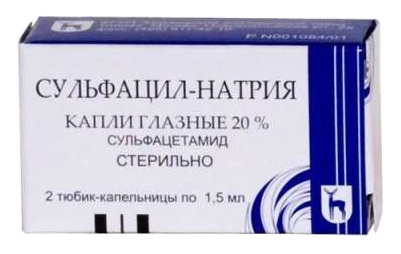 P N001084/01
СУЛЬФАЦИЛ-НАТРИЯ
КАПЛИ ГЛАЗНЫЕ 20 %
СУЛЬФАЦЕТАМИД
СТЕРИЛЬНО
2 тюбик-капельницы по 1,5 мл